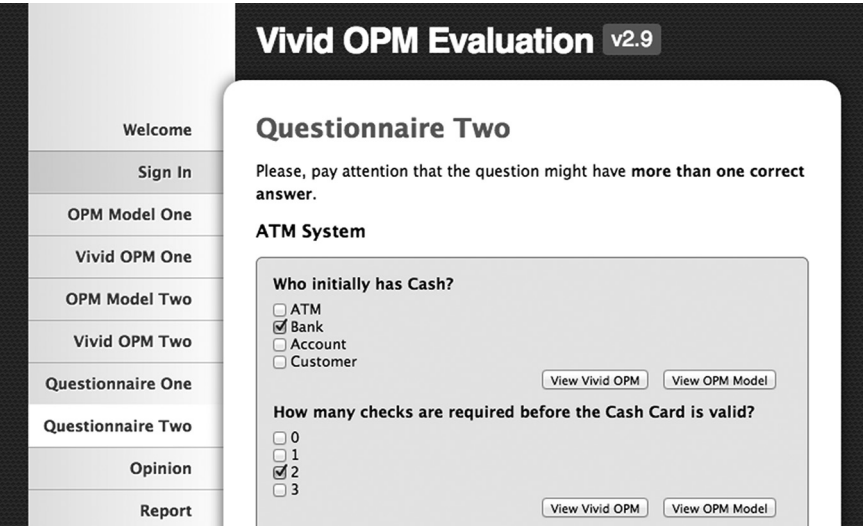 Vivid OPM Evaluation v2.9
Welcome
Sign In
OPM Model One
Vivid OPM One
OPM Model Two
Vivid OPM Two
Questionnaire One
Questionnaire Two
Opinion
Report
Questionnaire Two
Please, pay attention that the question might have more than one correct
answer.
ATM System
Who initially has Cash?
ATM
Bank
Account
Customer
View Vivid OPM View OPM Model
How many checks are required before the Cash Card is valid?
0
1
2
3
View Vivid OPM View OPM Model